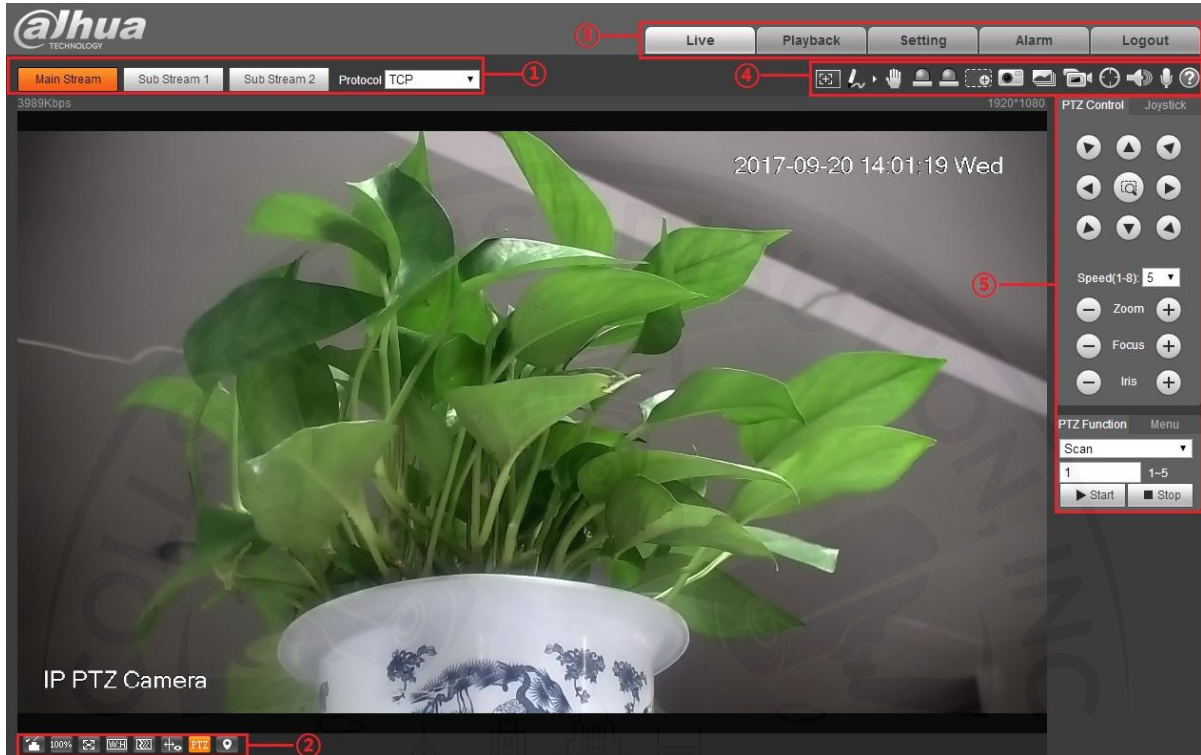 alhua
TECHNOLOGY
③
Live
Playback
Setting
Alarm
Logout
Main Stream
Sub Stream 1
Sub Stream 2
Protocol TCP
①
④
3989Kbps
1920*1080
PTZ Control
Joystick
2017-09-20 14:01:19 Wed
⑤
Speed(1-8): 5
Zoom
Focus
Iris
PTZ Function
Menu
Scan
1
1~5
Start
Stop
IP PTZ Camera
100%
W:H
PTZ
②